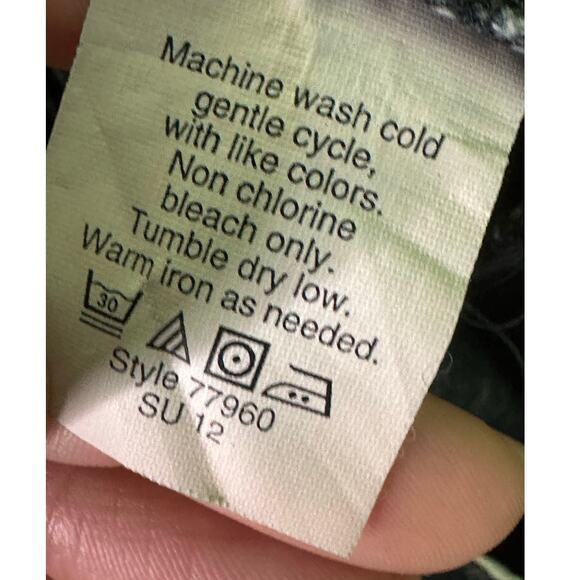 Machine wash cold
gentle cycle,
with like colors.
Non chlorine
bleach only.
Tumble dry low.
Warm iron as needed.
30
Style 77960
SU 12